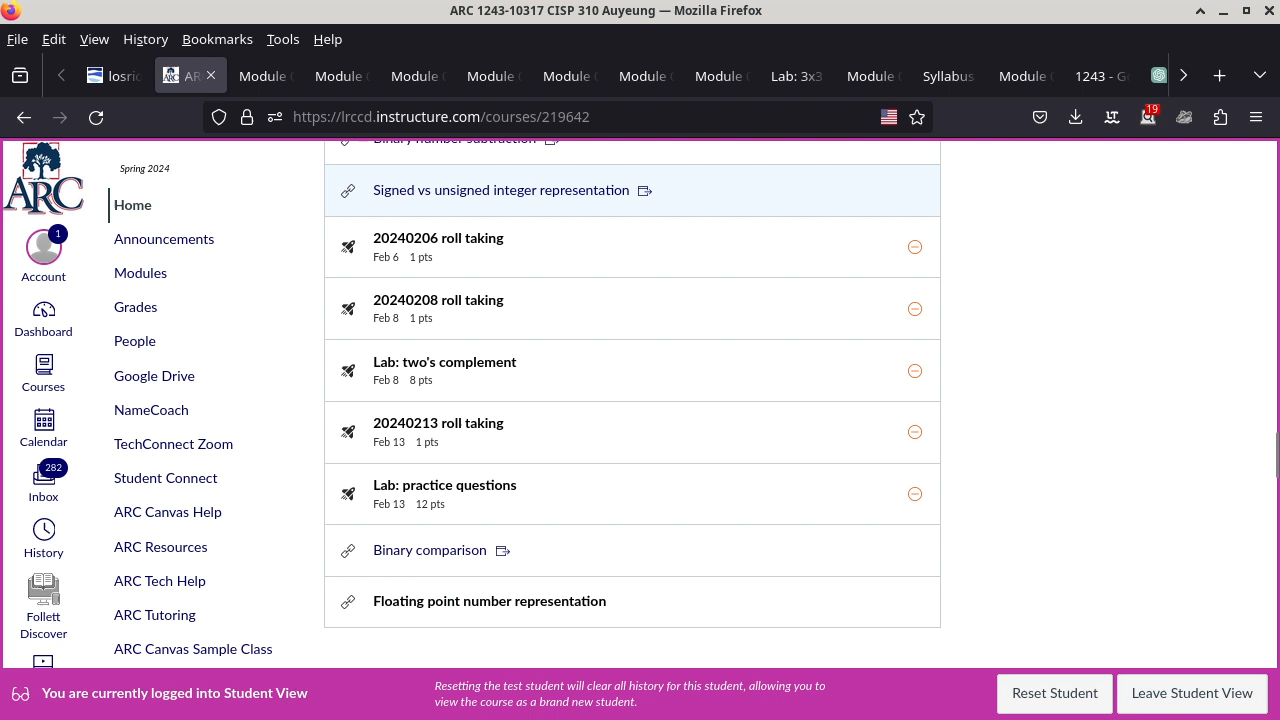 ARC 1243-10317 CISP 310 Auyeung — Mozilla Firefox
File Edit View History Bookmarks Tools Help
losric AR Module Module Module Module Module Module Module Lab: 3x3 Module Syllabus Module 1243 - G
19
https://lrccd.instructure.com/courses/219642
ARC
Spring 2024
Home
Announcements
Modules
Grades
People
Google Drive
NameCoach
TechConnect Zoom
Student Connect
ARC Canvas Help
ARC Resources
ARC Tech Help
ARC Tutoring
ARC Canvas Sample Class
1
Account
Dashboard
Courses
Calendar
282
Inbox
History
Follett
Discover
Binary number subtraction
Signed vs unsigned integer representation
20240206 roll taking
Feb 6 1 pts
20240208 roll taking
Feb 8 1 pts
Lab: two's complement
Feb 8 8 pts
20240213 roll taking
Feb 13 1 pts
Lab: practice questions
Feb 13 12 pts
Binary comparison
Floating point number representation
You are currently logged into Student View
Resetting the test student will clear all history for this student, allowing you to
view the course as a brand new student.
Reset Student
Leave Student View